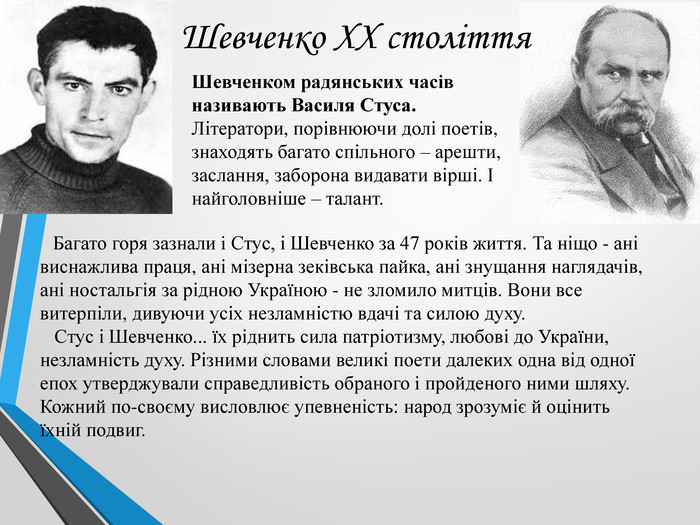 Шевченко ХХ століття
Шевченком радянських часів
називають Василя Стуса.
Літератори, порівнюючи долі поетів,
знаходять багато спільного – арешти,
заслання, заборона видавати вірші. І
найголовніше – талант.
Багато горя зазнали і Стус, і Шевченко за 47 років життя. Та ніщо - ані
виснажлива праця, ані мізерна зеківська пайка, ані знущання наглядачів,
ані ностальгія за рідною Україною - не зломило митців. Вони все
витерпіли, дивуючи усіх незламністю вдачі та силою духу.
Стус і Шевченко... їх ріднить сила патріотизму, любові до України,
незламність духу. Різними словами великі поети далеких одна від одної
епох утверджували справедливість обраного і пройденого ними шляху.
Кожний по-своєму висловлює упевненість: народ зрозуміє й оцінить
їхній подвиг.